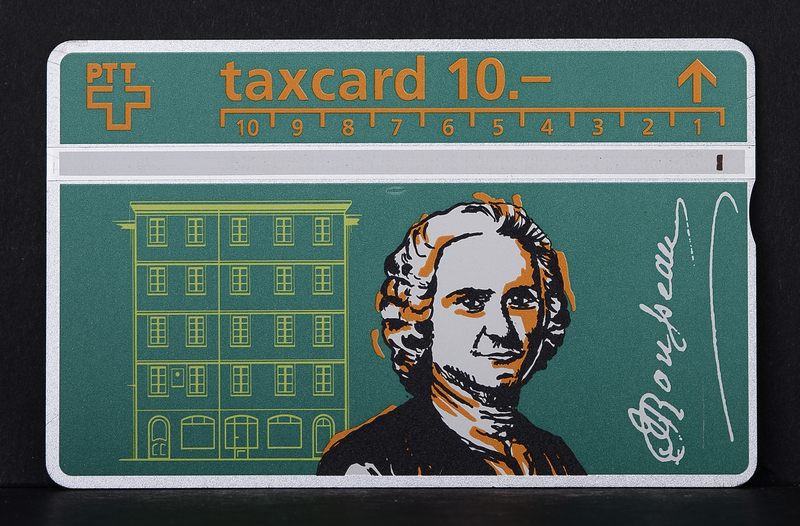 PTT
taxcard 10.–
10 9 8 7 6 5 4 3 2 1
Rousseau